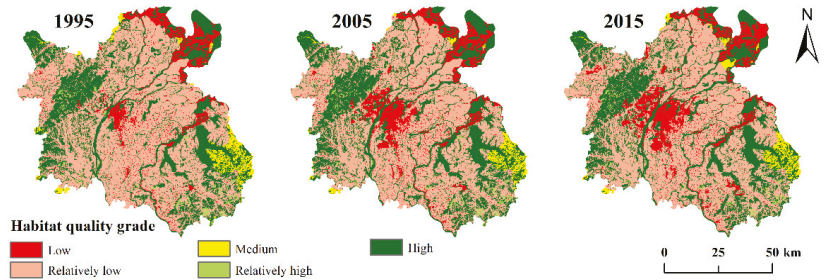 1995
2005
2015
N
Habitat quality grade
Low
Medium
High
Relatively low
Relatively high
0 25 50 km